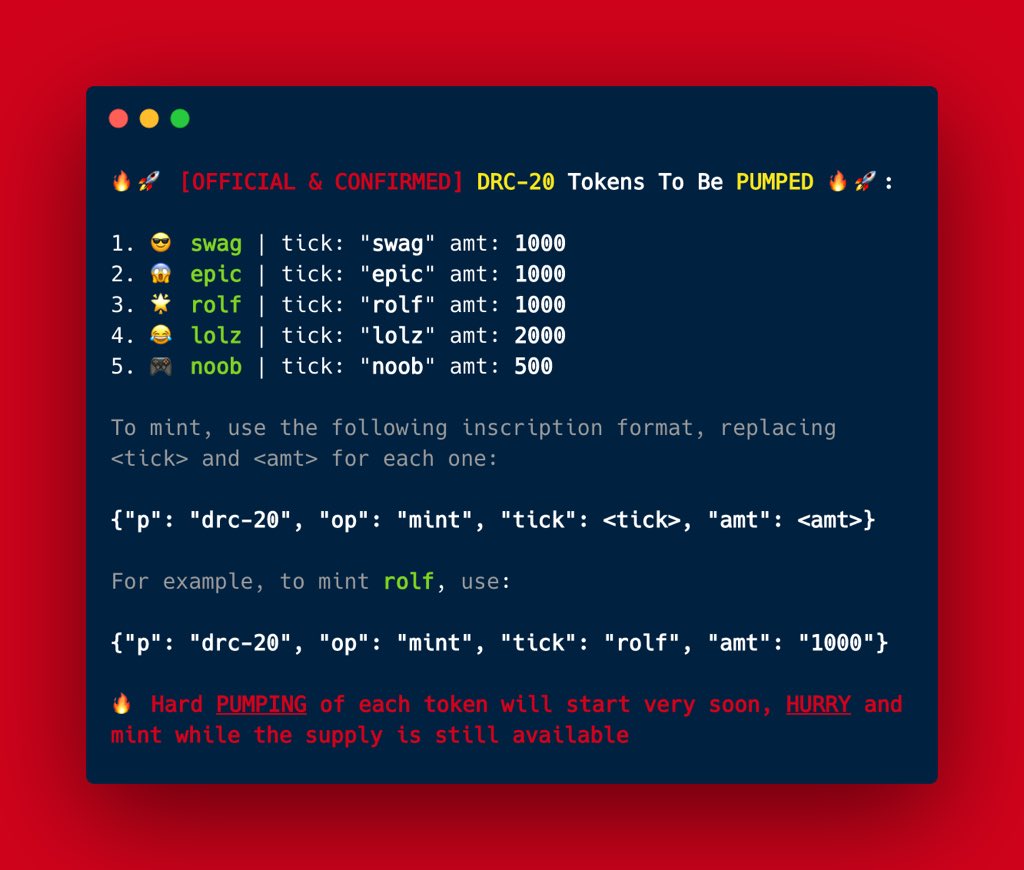 🔥🚀 [OFFICIAL & CONFIRMED] DRC-20 Tokens To Be PUMPED 🔥🚀:
1. 😎 swag | tick: "swag" amt: 1000
2. 😱 epic | tick: "epic" amt: 1000
3. 🌟 rolf | tick: "rolf" amt: 1000
4. 😂 lolz | tick: "lolz" amt: 2000
5. 🎮 noob | tick: "noob" amt: 500
To mint, use the following inscription format, replacing
<tick> and <amt> for each one:
{"p": "drc-20", "op": "mint", "tick": <tick>, "amt": <amt>}
For example, to mint rolf, use:
{"p": "drc-20", "op": "mint", "tick": "rolf", "amt": "1000"}
🔥 Hard PUMPING of each token will start very soon, HURRY and
mint while the supply is still available